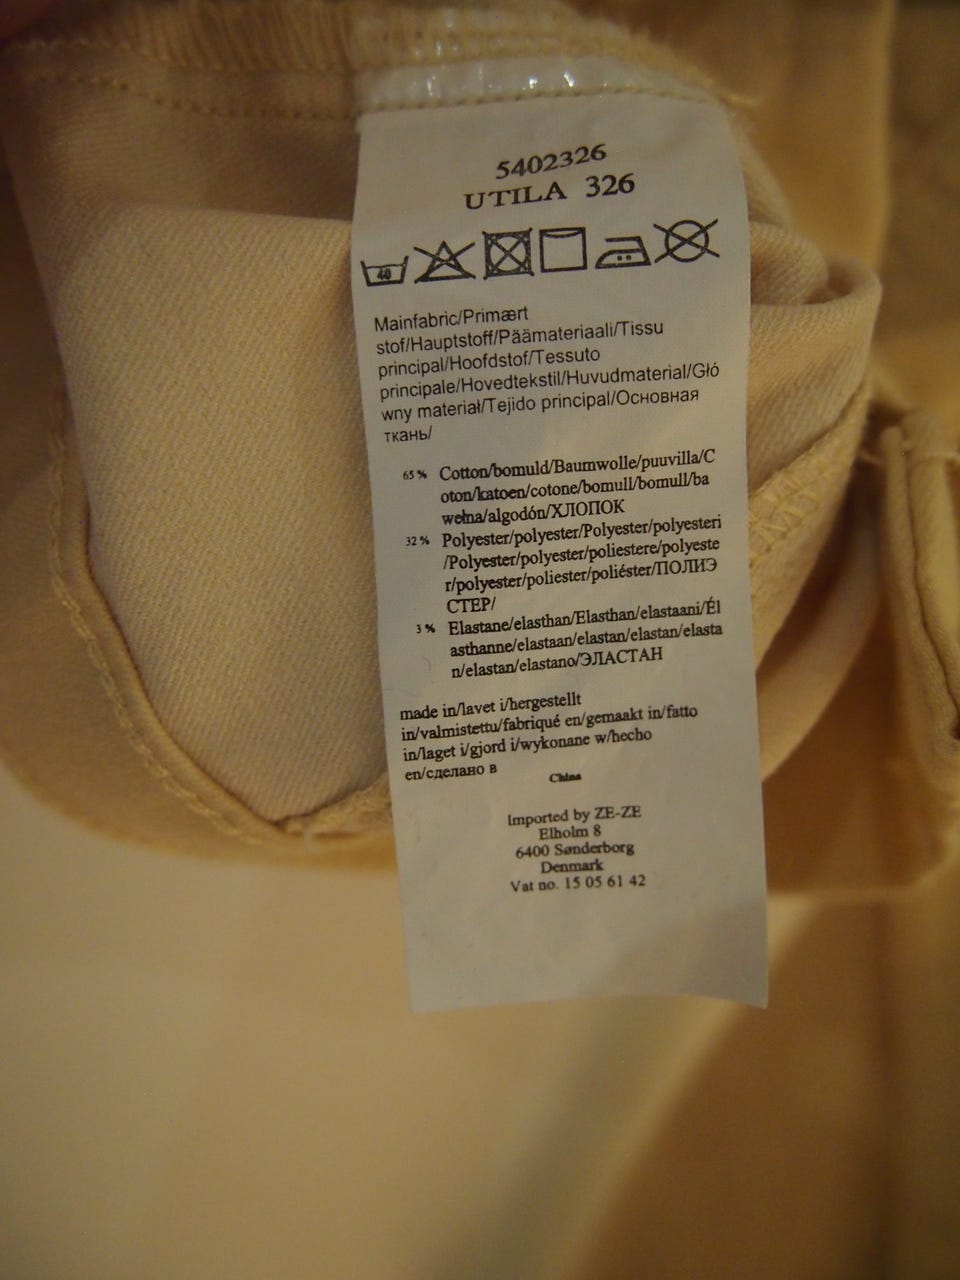 5402326
UTILA 326
40
Mainfabric/Primært
stof/Hauptstoff/Päämateriaali/Tissu
principal/Hoofdstof/Tessuto
principale/Hovedtekstil/Huvudmaterial/Głó
wny materiał/Tejido principal/Основная
ткань/
65 % Cotton/bomuld/Baumwolle/puuvilla/C
oton/katoen/cotone/bomull/bomull/ba
wełna/algodón/ХЛОПОК
32 % Polyester/polyester/Polyester/polyesteri
/Polyester/polyester/poliestere/polyeste
r/polyester/poliester/poliéster/ПОЛИЭ
СТЕР/
3 % Elastane/elasthan/Elasthan/elastaani/Él
asthanne/elastaan/elastan/elastan/elasta
n/elastan/elastano/ЭЛАСТАН
made in/lavet i/hergestellt
in/valmistettu/fabriqué en/gemaakt in/fatto
in/laget i/gjord i/wykonane w/hecho
en/сделано в
China
Imported by ZE-ZE
Elholm 8
6400 Sønderborg
Denmark
Vat no. 15 05 61 42